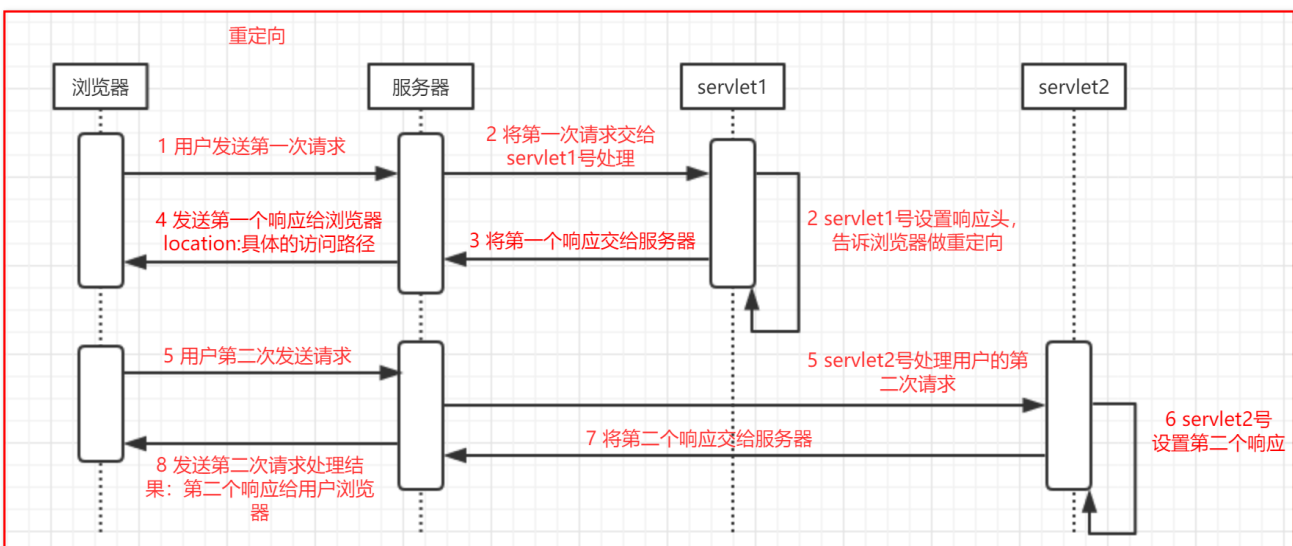 重定向
浏览器
服务器
servlet1
servlet2
1 用户发送第一次请求
2 将第一次请求交给
servlet1号处理
2 servlet1号设置响应头，
告诉浏览器做重定向
3 将第一个响应交给服务器
4 发送第一个响应给浏览器
location:具体的访问路径
5 用户第二次发送请求
5 servlet2号处理用户的第
二次请求
6 servlet2号
设置第二个响应
7 将第二个响应交给服务器
8 发送第二次请求处理结
果：第二个响应给用户浏览
器